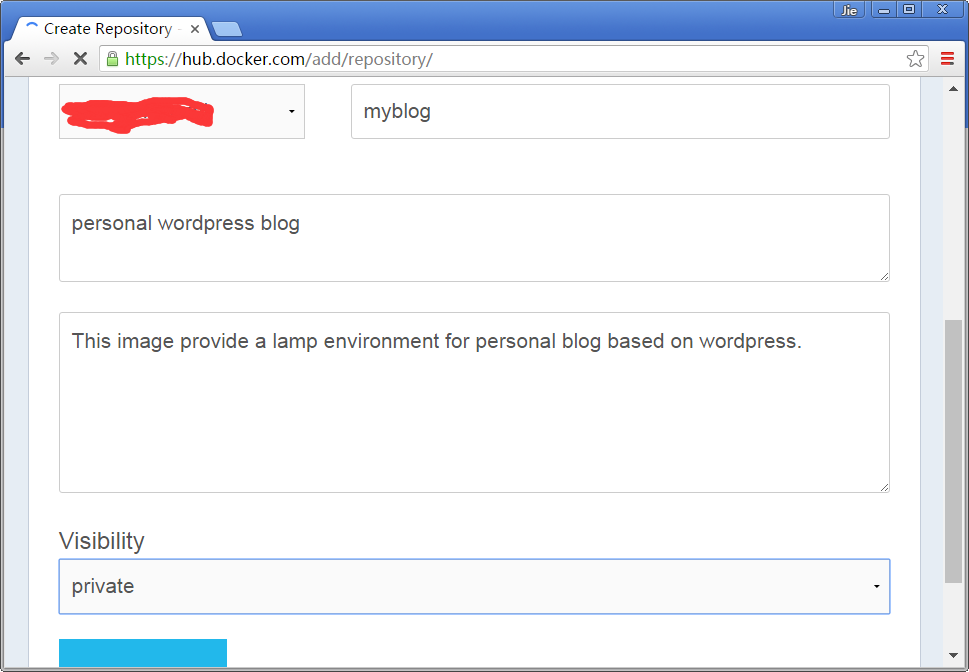 Jie
Create Repository -
https://hub.docker.com/add/repository/
myblog
personal wordpress blog
This image provide a lamp environment for personal blog based on wordpress.
Visibility
private